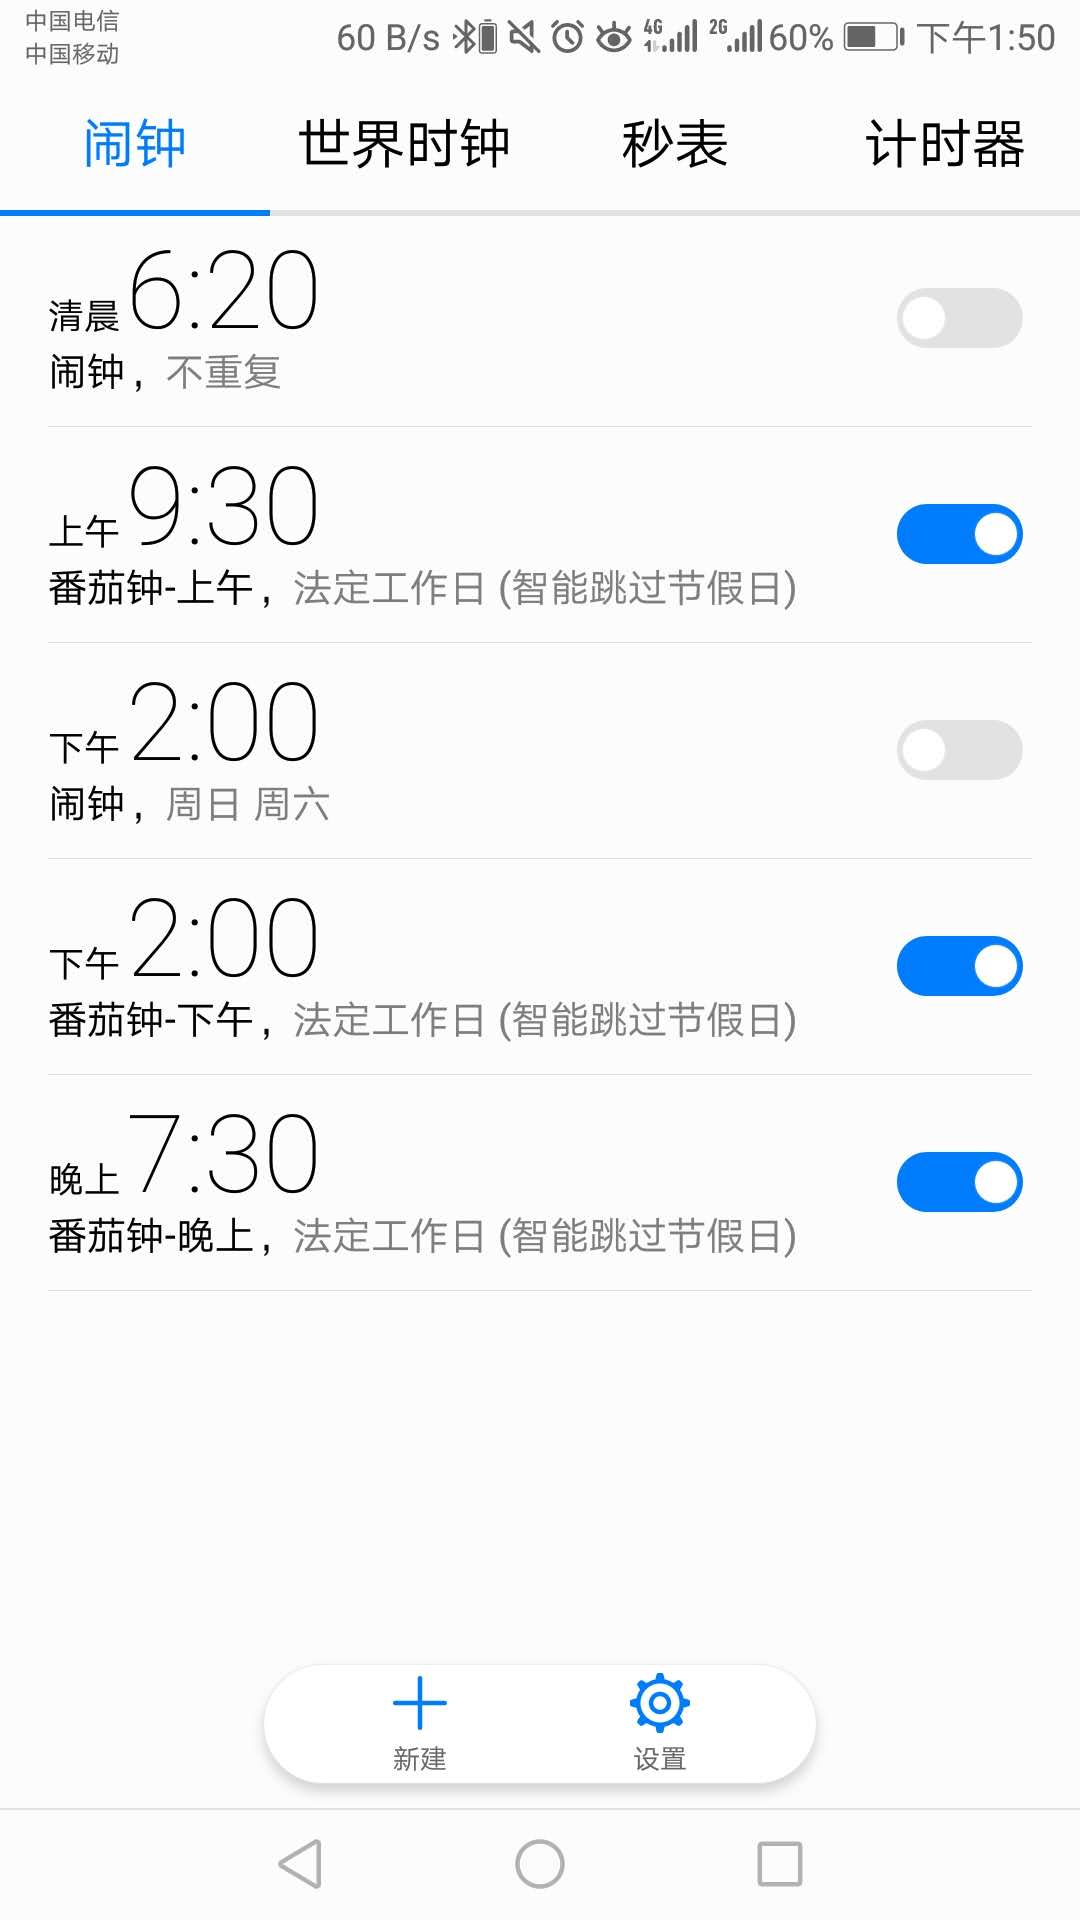 中国电信
中国移动
60 B/s 4G 2G 60% 下午1:50
闹钟 世界时钟 秒表 计时器
清晨 6:20
闹钟，不重复
上午 9:30
番茄钟-上午，法定工作日 (智能跳过节假日)
下午 2:00
闹钟，周日 周六
下午 2:00
番茄钟-下午，法定工作日 (智能跳过节假日)
晚上 7:30
番茄钟-晚上，法定工作日 (智能跳过节假日)
新建 设置